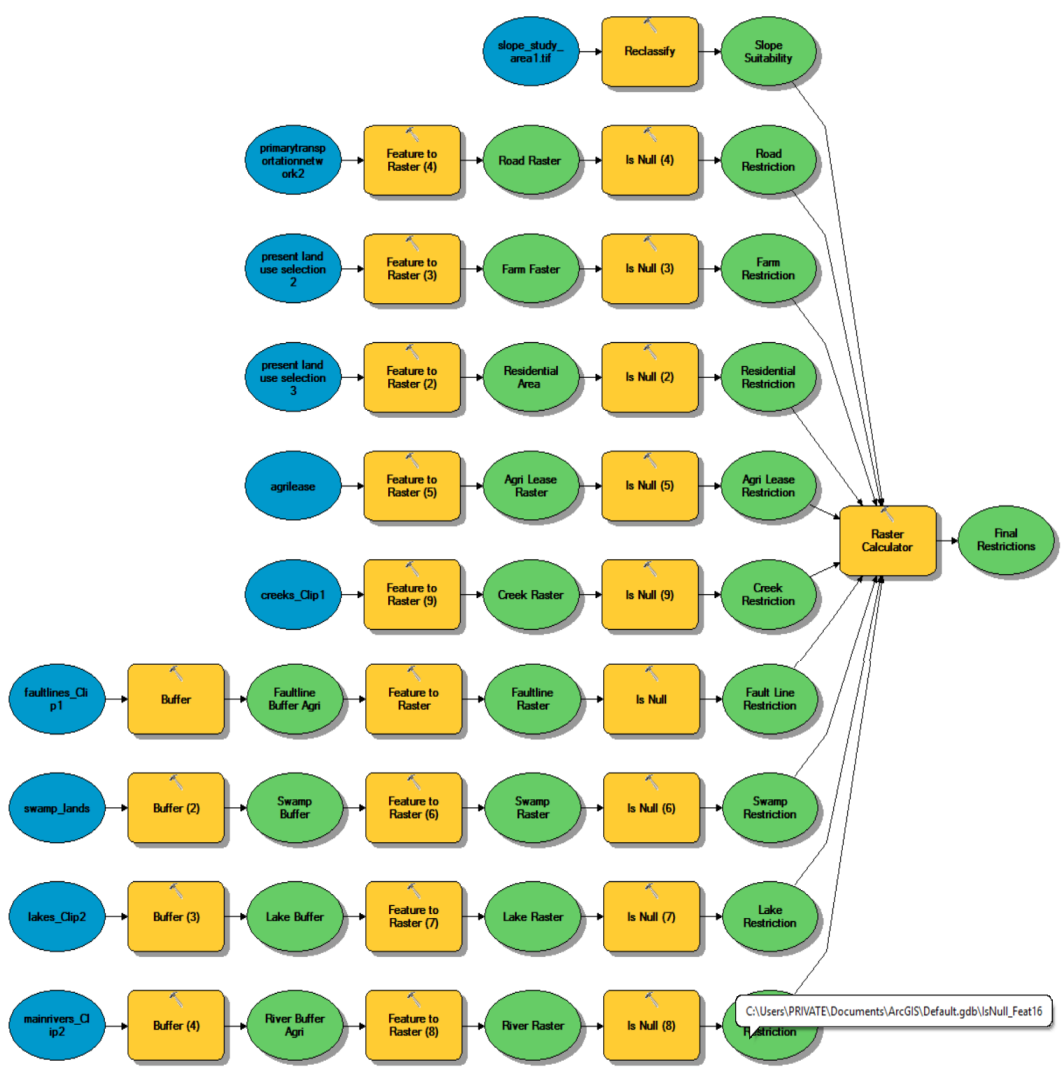 slope_study_
area1.tif
Reclassify
Slope
Suitability
primarytransp
ortationnetw
ork2
Feature to
Raster (4)
Road Raster
Is Null (4)
Road
Restriction
present land
use selection
2
Feature to
Raster (3)
Farm Faster
Is Null (3)
Farm
Restriction
present land
use selection
3
Feature to
Raster (2)
Residential
Area
Is Null (2)
Residential
Restriction
agrilease
Feature to
Raster (5)
Agri Lease
Raster
Is Null (5)
Agri Lease
Restriction
Raster
Calculator
Final
Restrictions
creeks_Clip1
Feature to
Raster (9)
Creek Raster
Is Null (9)
Creek
Restriction
faultlines_Cli
p1
Buffer
Faultline
Buffer Agri
Feature to
Raster
Faultline
Raster
Is Null
Fault Line
Restriction
swamp_lands
Buffer (2)
Swamp
Buffer
Feature to
Raster (6)
Swamp
Raster
Is Null (6)
Swamp
Restriction
lakes_Clip2
Buffer (3)
Lake Buffer
Feature to
Raster (7)
Lake Raster
Is Null (7)
Lake
Restriction
mainrivers_Cl
ip2
Buffer (4)
River Buffer
Agri
Feature to
Raster (8)
River Raster
Is Null (8)
C:\Users\PRIVATE\Documents\ArcGIS\Default.gdb\IsNull_Feat16
Restriction